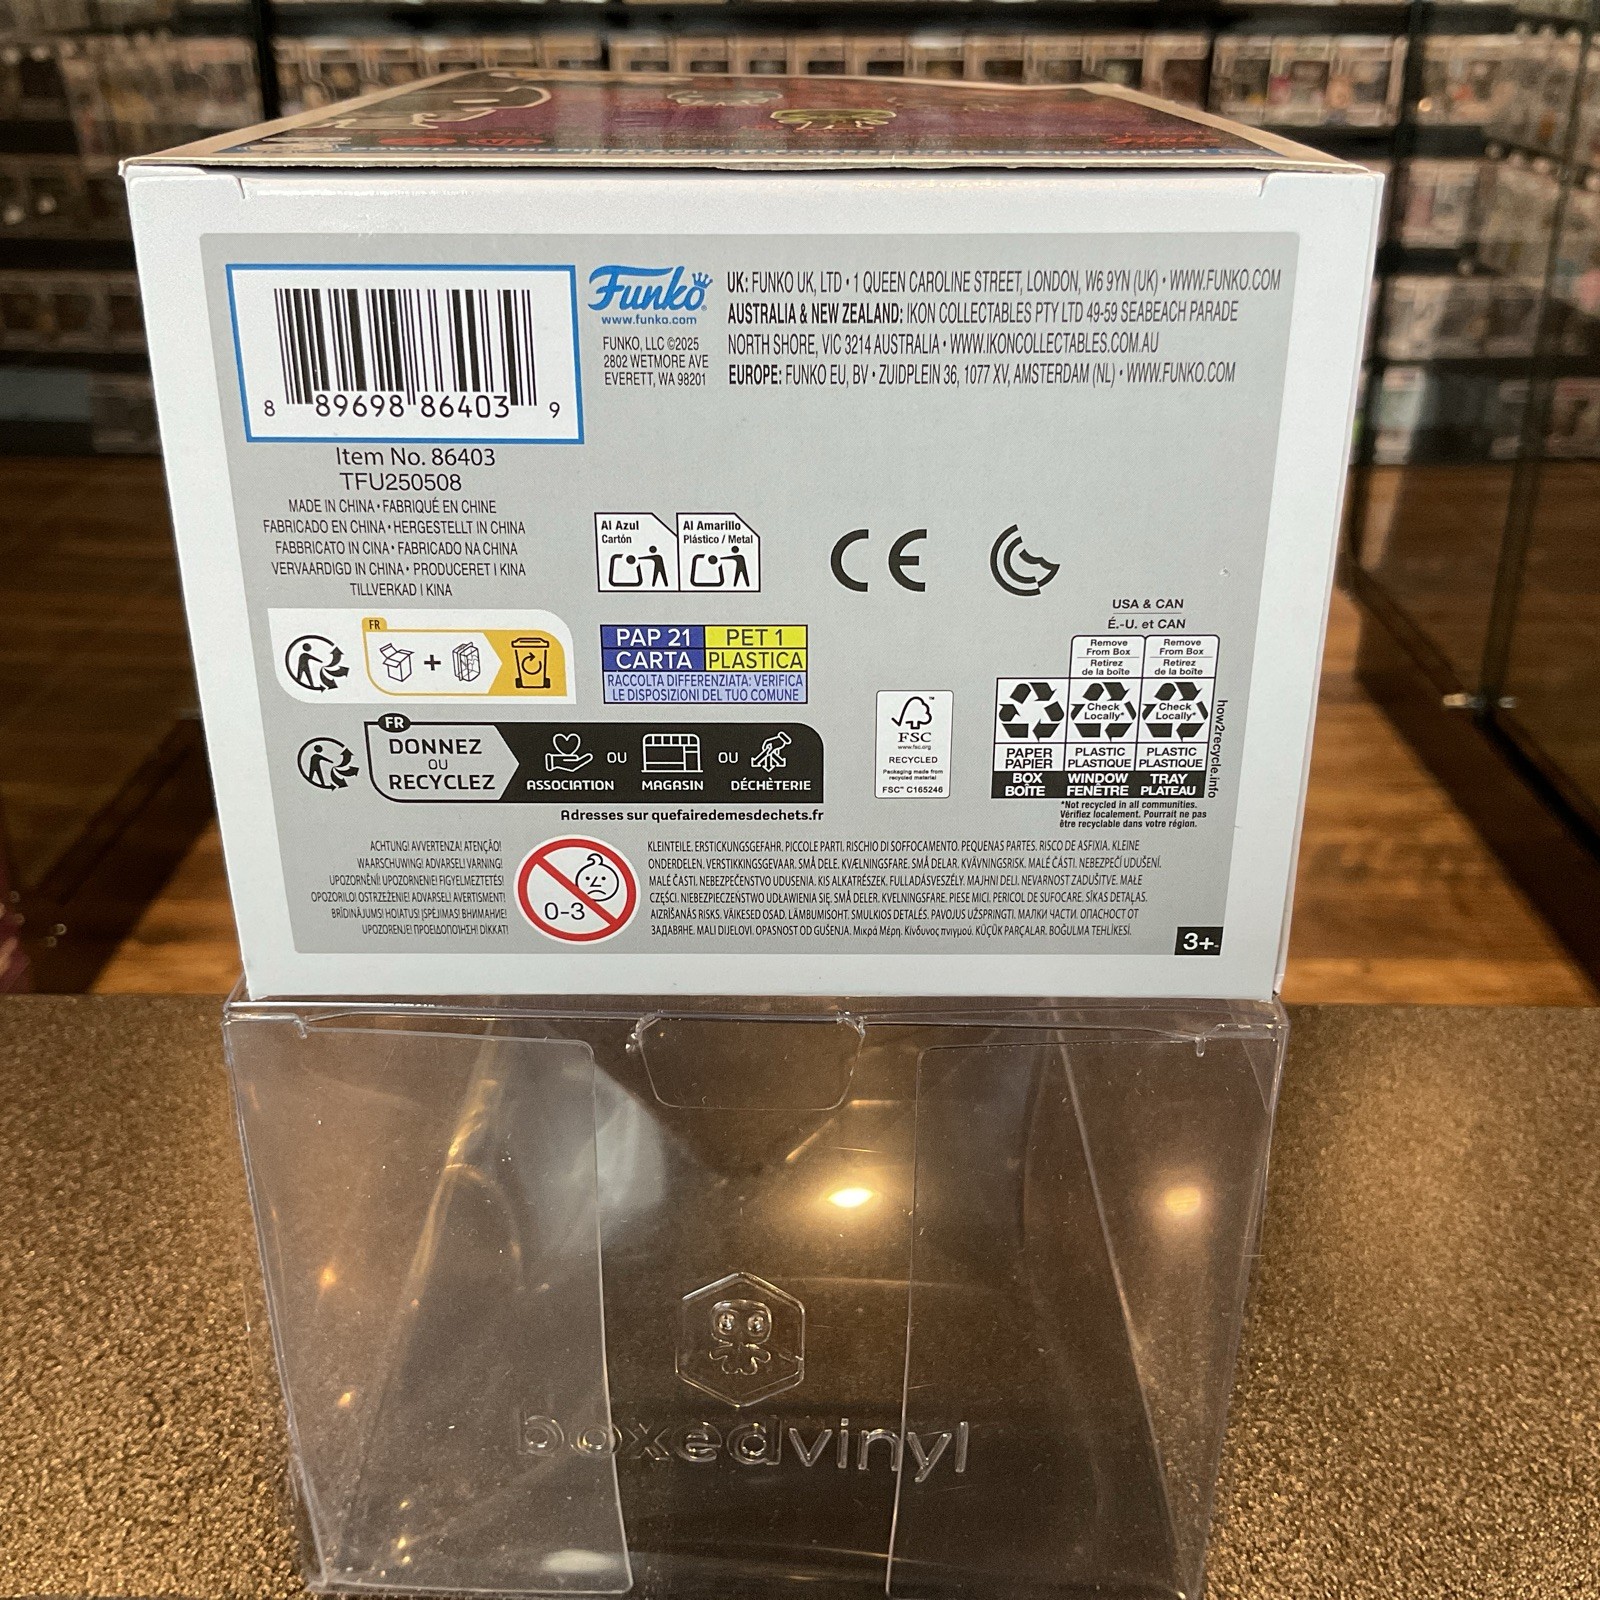 8 89698 86403 9
Item No. 86403
TFU250508
MADE IN CHINA • FABRIQUÉ EN CHINE
FABRICADO EN CHINA • HERGESTELLT IN CHINA
FABBRICATO IN CINA • FABRICADO NA CHINA
VERVAARDIGD IN CHINA • PRODUCERET I KINA
TILLVERKAD I KINA
Funko®
www.funko.com
FUNKO, LLC ©2025
2802 WETMORE AVE
EVERETT, WA 98201
UK: FUNKO UK, LTD • 1 QUEEN CAROLINE STREET, LONDON, W6 9YN (UK) • WWW.FUNKO.COM
AUSTRALIA & NEW ZEALAND: IKON COLLECTABLES PTY LTD 49-59 SEABEACH PARADE
NORTH SHORE, VIC 3214 AUSTRALIA • WWW.IKONCOLLECTABLES.COM.AU
EUROPE: FUNKO EU, BV • ZUIDPLEIN 36, 1077 XV, AMSTERDAM (NL) • WWW.FUNKO.COM
Al Azul
Cartón
Al Amarillo
Plástico / Metal
CE
FR
+
PAP 21
PET 1
CARTA
PLASTICA
RACCOLTA DIFFERENZIATA: VERIFICA
LE DISPOSIZIONI DEL TUO COMUNE
USA & CAN
É.-U. et CAN
Remove
From Box
Retirez
de la boîte
Remove
From Box
Retirez
de la boîte
Check
Locally*
Check
Locally*
PAPER
PAPIER
PLASTIC
PLASTIQUE
PLASTIC
PLASTIQUE
BOX
BOÎTE
WINDOW
FENÊTRE
TRAY
PLATEAU
how2recycle.info
*Not recycled in all communities.
Vérifiez localement. Pourrait ne pas
être recyclable dans votre région.
FSC™
www.fsc.org
RECYCLED
Packaging made from
recycled material
FSC™ C165246
FR
DONNEZ
OU
RECYCLEZ
ASSOCIATION
OU
MAGASIN
OU
DÉCHÈTERIE
Adresses sur quefairedemesdechets.fr
ACHTUNG! AVVERTENZA! ATENÇÃO!
WAARSCHUWING! ADVARSEL! VARNING!
UPOZORNĚNÍ! UPOZORNENIE! FIGYELMEZTETÉS!
OPOZORILO! OSTRZEŻENIE! ADVARSEL! AVERTISMENT!
BRĪDINĀJUMS! HOIATUS! ĮSPĖJIMAS! ВНИМАНИЕ!
UPOZORENJE! ΠΡΟΕΙΔΟΠΟΙΗΣΗ! DİKKAT!
0-3
KLEINTEILE. ERSTICKUNGSGEFAHR. PICCOLE PARTI. RISCHIO DI SOFFOCAMENTO. PEQUENAS PARTES. RISCO DE ASFIXIA. KLEINE
ONDERDELEN. VERSTIKKINGSGEVAAR. SMÅ DELE. KVÆLNINGSFARE. SMÅ DELAR. KVÄVNINGSRISK. MALÉ ČÁSTI. NEBEZPEČÍ UDUŠENÍ.
MALÉ ČASTI. NEBEZPEČENSTVO UDUSENIA. KIS ALKATRÉSZEK. FULLADÁSVESZÉLY. MAJHNI DELI. NEVARNOST ZADUŠITVE. MAŁE
CZĘŚCI. NIEBEZPIECZEŃSTWO UDŁAWIENIA SIĘ. SMÅ DELER. KVELNINGSFARE. PIESE MICI. PERICOL DE SUFOCARE. SĪKAS DETAĻAS.
AIZRĪŠANĀS RISKS. VÄIKESED OSAD. LÄMBUMISOHT. SMULKIOS DETALĖS. PAVOJUS UŽSPRINGTI. МАЛКИ ЧАСТИ. ОПАСНОСТ ОТ
ЗАДАВЯНЕ. MALI DIJELOVI. OPASNOST OD GUŠENJA. Μικρά Μέρη. Κίνδυνος πνιγμού. KÜÇÜK PARÇALAR. BOĞULMA TEHLİKESİ.
3+
boxedvinyl